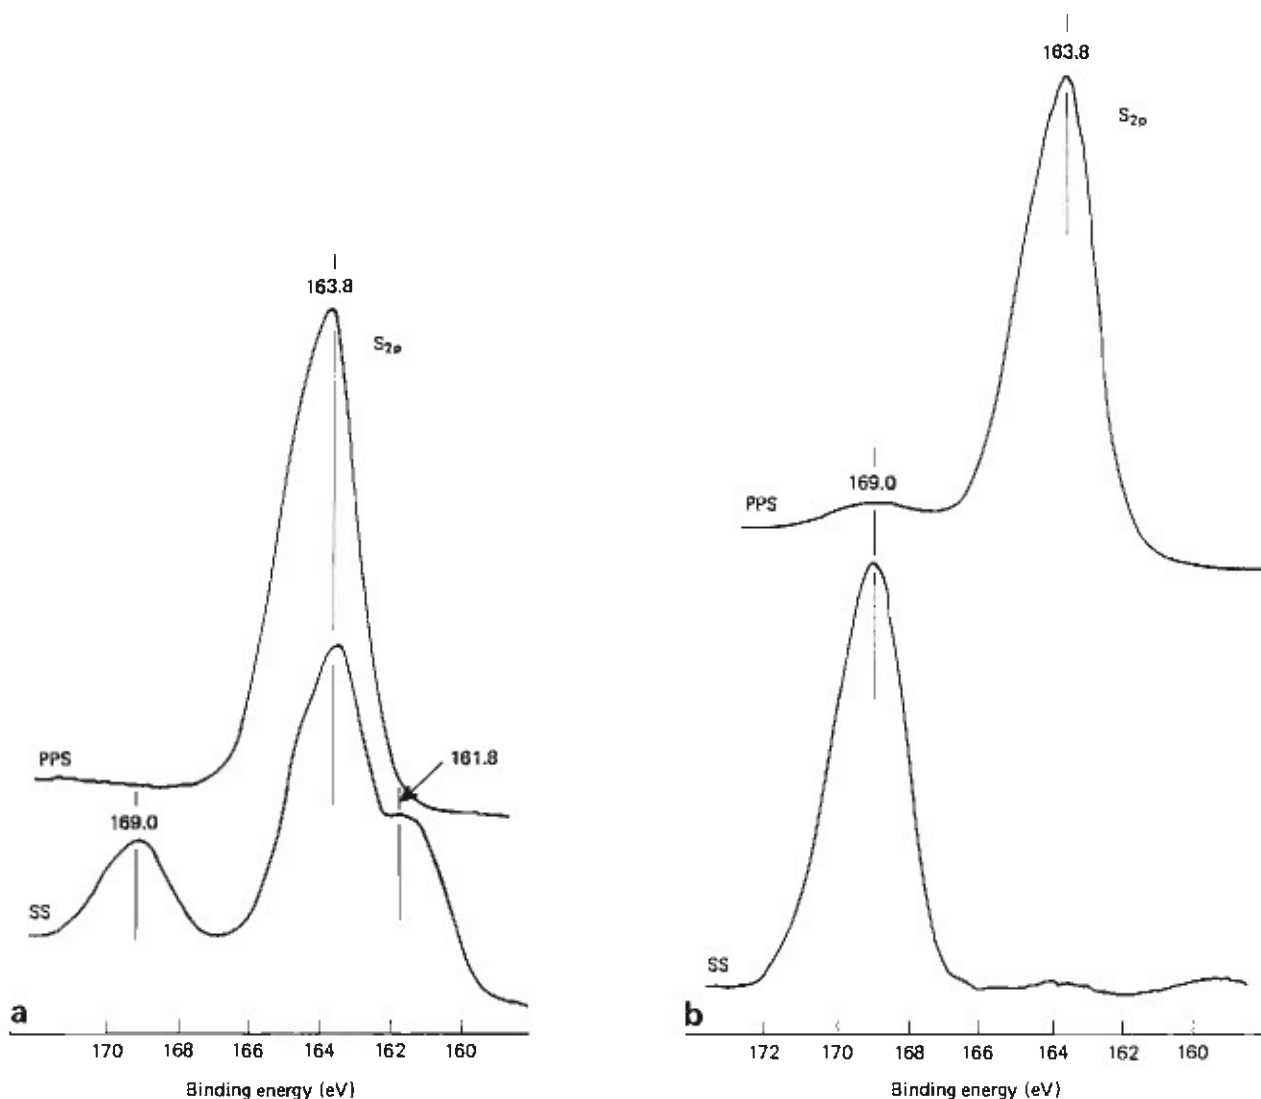 163.8
S2p
PPS
161.8
169.0
SS
a
170 168 166 164 162 160
Binding energy (eV)
163.8
S2p
169.0
PPS
SS
b
172 170 168 166 164 162 160
Binding energy (eV)